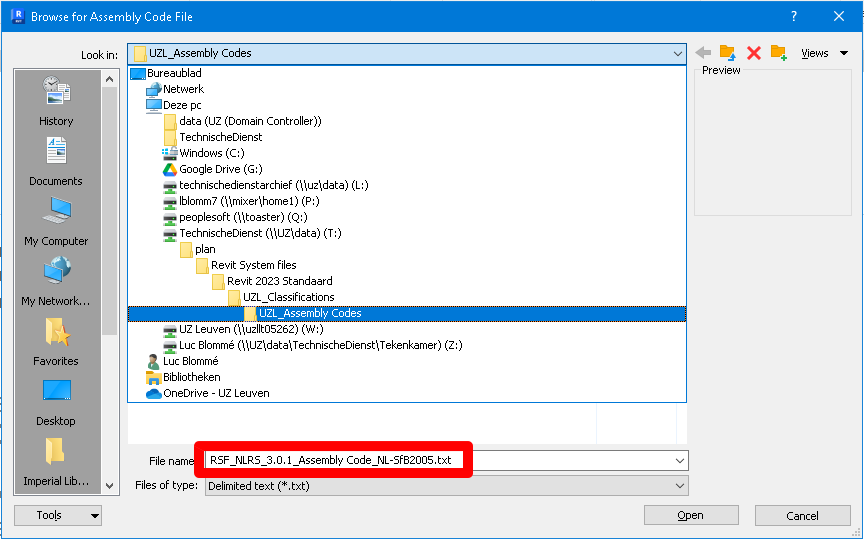 R
RVT
Browse for Assembly Code File
?
Look in:
UZL_Assembly Codes
Views
Preview
Bureaublad
Netwerk
Deze pc
data (UZ (Domain Controller))
TechnischeDienst
Windows (C:)
Google Drive (G:)
technischedienstarchief (\\uz\data) (L:)
lblomm7 (\\mixer\home1) (P:)
peoplesoft (\\toaster) (Q:)
TechnischeDienst (\\UZ\data) (T:)
plan
Revit System files
Revit 2023 Standaard
UZL_Classifications
UZL_Assembly Codes
UZ Leuven (\\uzllt05262) (W:)
Luc Blommé (\\UZ\data\TechnischeDienst\Tekenkamer) (Z:)
Luc Blommé
Bibliotheken
OneDrive - UZ Leuven
History
Documents
My Computer
My Network...
Favorites
Desktop
Imperial Lib...
File name
RSF_NLRS_3.0.1_Assembly Code_NL-SfB2005.txt
Files of type:
Delimited text (*.txt)
Tools
Open
Cancel